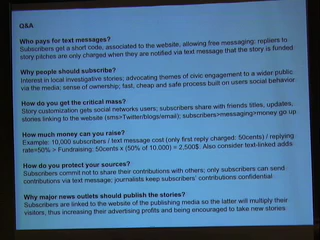 Q&A
Who pays for text messages?
Subscribers get a short code, associated to the website, allowing free messaging; repliers to
story pitches are only charged when they are notified via text message that the story is funded
Why people should subscribe?
Interest in local investigative stories; advocating themes of civic engagement to a wider public
via the media; sense of ownership; fast, cheap and safe process built on users social behavior
How do you get the critical mass?
Story customization gets social networks users; subscribers share with friends titles, updates,
stories linking to the website (sms>Twitter/blogs/email); subscribers>messaging>money go up
How much money can you raise?
Example: 10,000 subscribers / text message cost (only first reply charged: 50cents) / replying
rate=50% > Fundraising: 50cents x (50% of 10.000) = 2,500$. Also consider text-linked adds
How do you protect your sources?
Subscribers commit not to share their contributions with others; only subscribers can send
contributions via text message; journalists keep subscribers' contributions confidential
Why major news outlets should publish the stories?
Subscribers are linked to the website of the publishing media so the latter will multiply their
visitors, thus increasing their advertising profits and being encouraged to take new stories